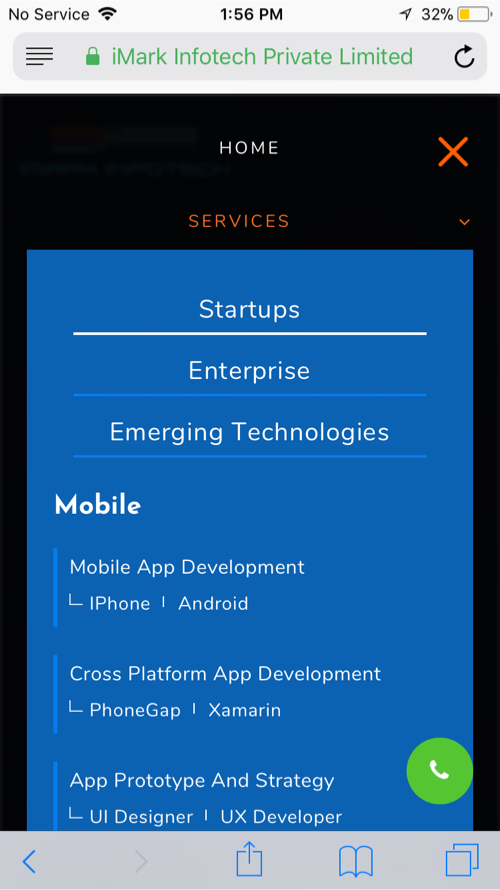 No Service 1:56 PM 32%
iMark Infotech Private Limited
HOME
SERVICES
Startups
Enterprise
Emerging Technologies
Mobile
Mobile App Development
IPhone | Android
Cross Platform App Development
PhoneGap | Xamarin
App Prototype And Strategy
UI Designer | UX Developer